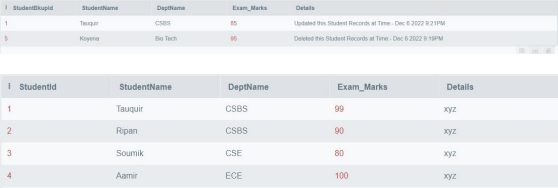 StudentBkupId StudentName DeptName Exam_Marks Details
1 Tauquir CSBS 85 Updated this Student Records at Time - Dec 6 2022 9:21PM
5 Koyena Bio Tech 95 Deleted this Student Records at Time - Dec 6 2022 9:19PM
StudentId StudentName DeptName Exam_Marks Details
1 Tauquir CSBS 99 xyz
2 Ripan CSBS 90 xyz
3 Soumik CSE 80 xyz
4 Aamir ECE 100 xyz